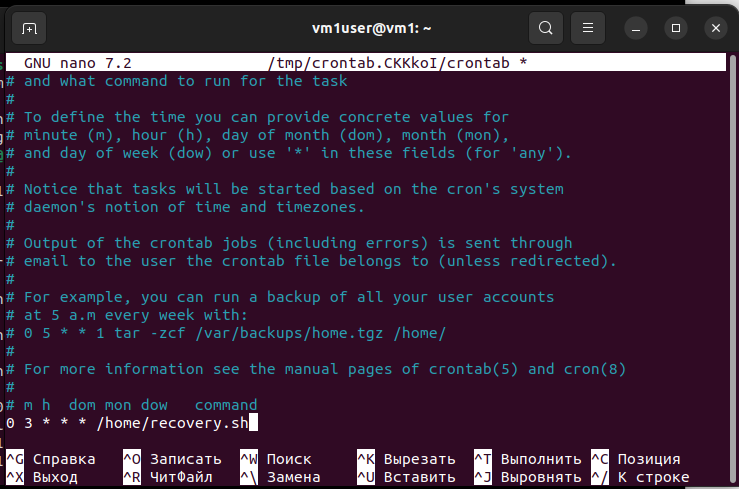 vm1user@vm1: ~
GNU nano 7.2 /tmp/crontab.CKKkoI/crontab *
# and what command to run for the task
#
# To define the time you can provide concrete values for
# minute (m), hour (h), day of month (dom), month (mon),
# and day of week (dow) or use '*' in these fields (for 'any').
#
# Notice that tasks will be started based on the cron's system
# daemon's notion of time and timezones.
#
# Output of the crontab jobs (including errors) is sent through
# email to the user the crontab file belongs to (unless redirected).
#
# For example, you can run a backup of all your user accounts
# at 5 a.m every week with:
# 0 5 * * 1 tar -zcf /var/backups/home.tgz /home/
#
# For more information see the manual pages of crontab(5) and cron(8)
#
# m h  dom mon dow   command
0 3 * * * /home/recovery.sh
^G Справка ^O Записать ^W Поиск ^K Вырезать ^T Выполнить ^C Позиция
^X Выход ^R ЧитФайл ^\ Замена ^U Вставить ^J Выровнять ^/ К строке